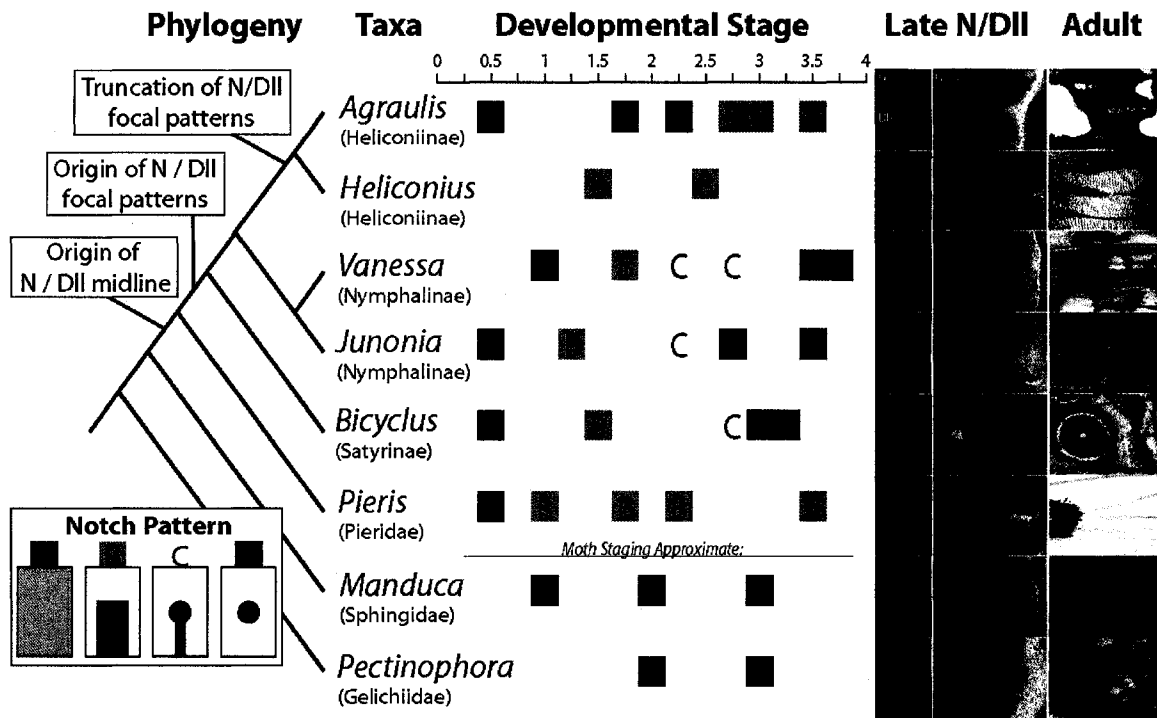 Phylogeny Taxa Developmental Stage Late N/Dll Adult
0 0.5 1 1.5 2 2.5 3 3.5 4
Truncation of N/Dll
focal patterns
Origin of N / Dll
focal patterns
Origin of
N / Dll midline
Agraulis
(Heliconiinae)
Heliconius
(Heliconiinae)
Vanessa
(Nymphalinae)
C C
Junonia
(Nymphalinae)
C
Bicyclus
(Satyrinae)
C
Pieris
(Pieridae)
Moth Staging Approximate:
Manduca
(Sphingidae)
Pectinophora
(Gelichiidae)
Notch Pattern
C